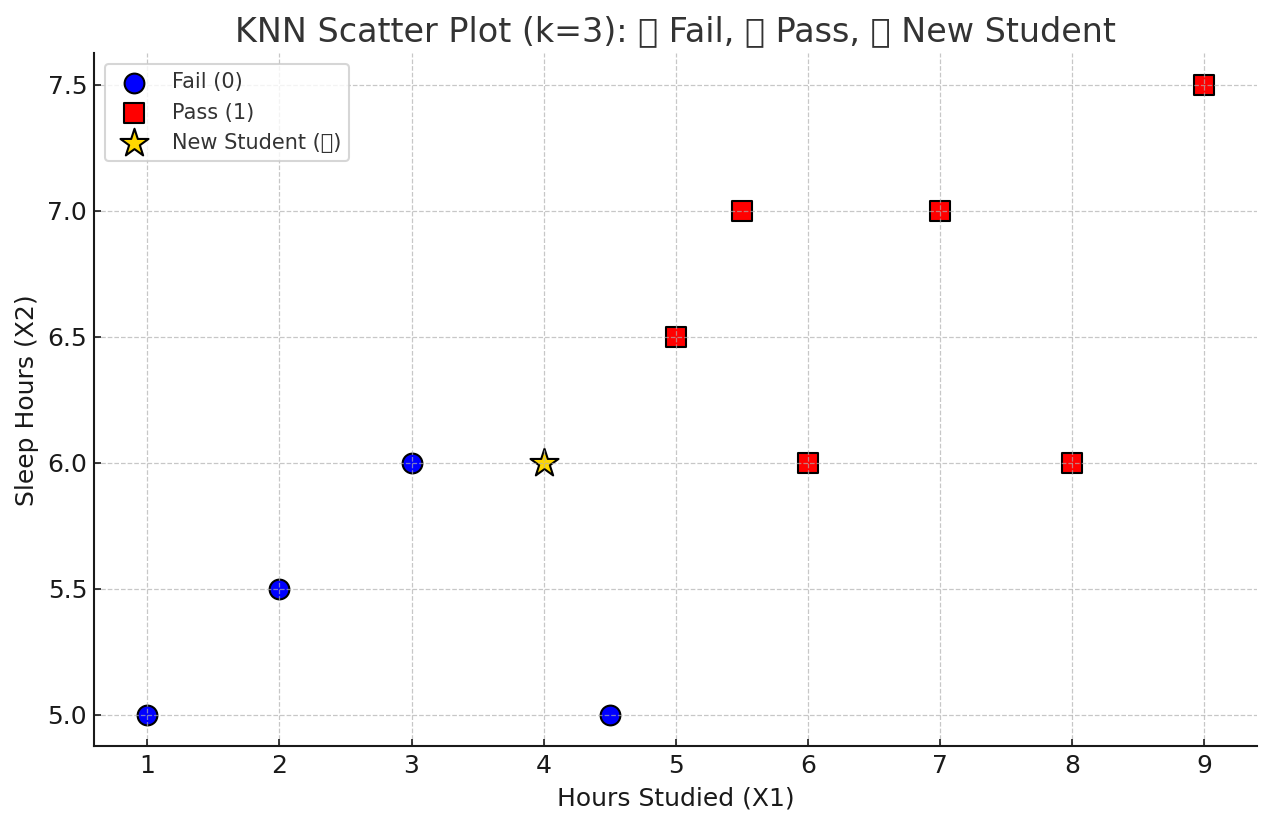 KNN Scatter Plot (k=3): ▯ Fail, ▯ Pass, ▯ New Student
Fail (0)
Pass (1)
New Student (▯)
7.5
7.0
6.5
6.0
5.5
5.0
Sleep Hours (X2)
1 2 3 4 5 6 7 8 9
Hours Studied (X1)